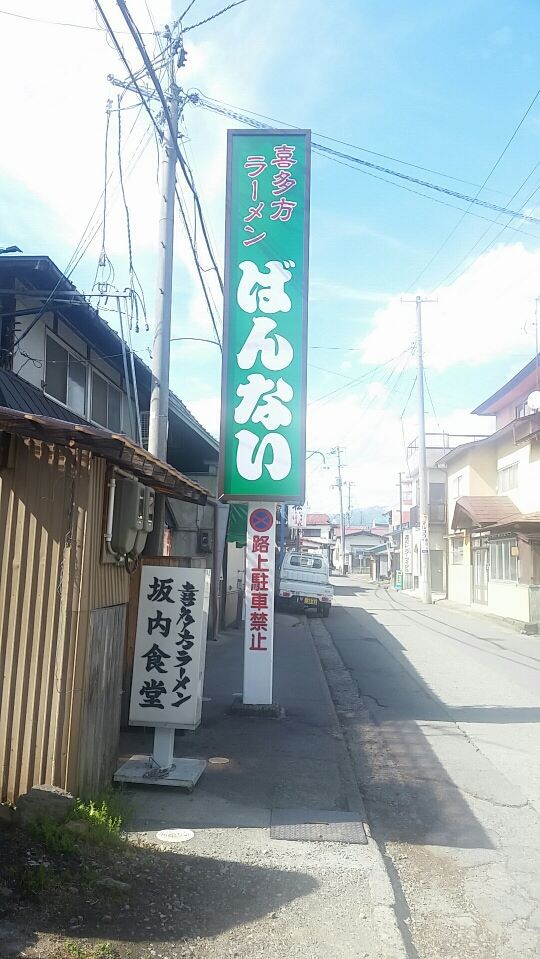 喜多方
ラーメン
ばんない
路上駐車禁止
喜多方ラーメン
坂内食堂